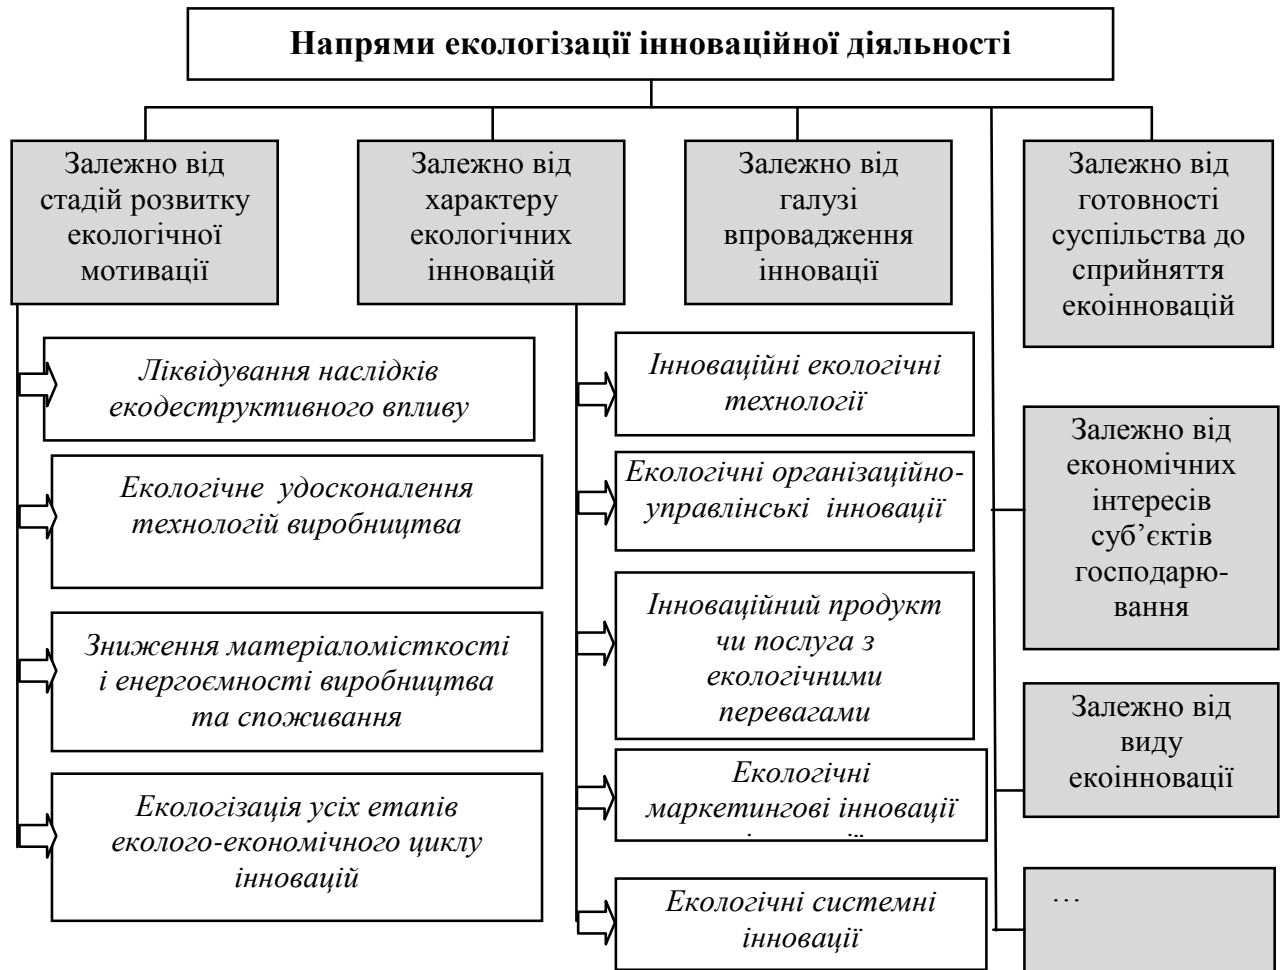 Напрями екологізації інноваційної діяльності
Залежно від
стадій розвитку
екологічної
мотивації
Залежно від
характеру
екологічних
інновацій
Залежно від
галузі
впровадження
інновації
Залежно від
готовності
суспільства до
сприйняття
екоінновацій
Ліквідування наслідків
екодеструктивного впливу
Екологічне удосконалення
технологій виробництва
Зниження матеріаломісткості
і енергоємності виробництва
та споживання
Екологізація усіх етапів
еколого-економічного циклу
інновацій
Інноваційні екологічні
технології
Екологічні організаційно-
управлінські інновації
Інноваційний продукт
чи послуга з
екологічними
перевагами
Екологічні
маркетингові інновації
Екологічні системні
інновації
Залежно від
економічних
інтересів
суб’єктів
господарю-
вання
Залежно від
виду
екоінновації
…